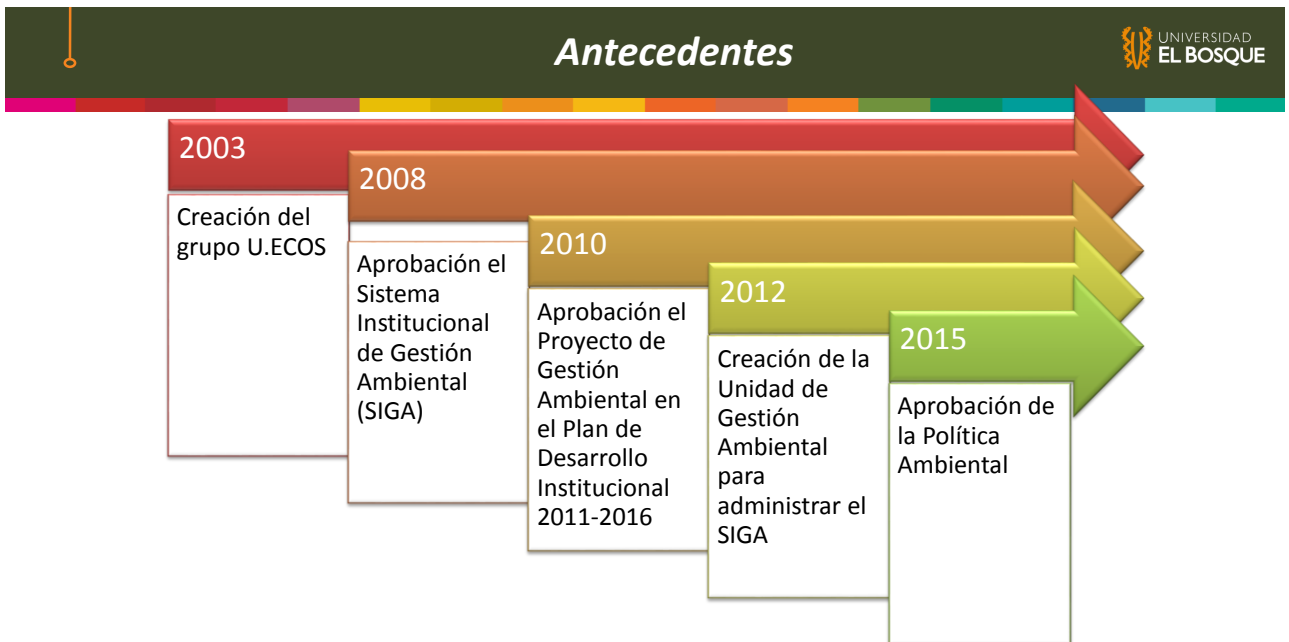 Antecedentes
UNIVERSIDAD
EL BOSQUE
2003
Creación del
grupo U.ECOS
2008
Aprobación el
Sistema
Institucional
de Gestión
Ambiental
(SIGA)
2010
Aprobación el
Proyecto de
Gestión
Ambiental en
el Plan de
Desarrollo
Institucional
2011-2016
2012
Creación de la
Unidad de
Gestión
Ambiental
para
administrar el
SIGA
2015
Aprobación de
la Política
Ambiental